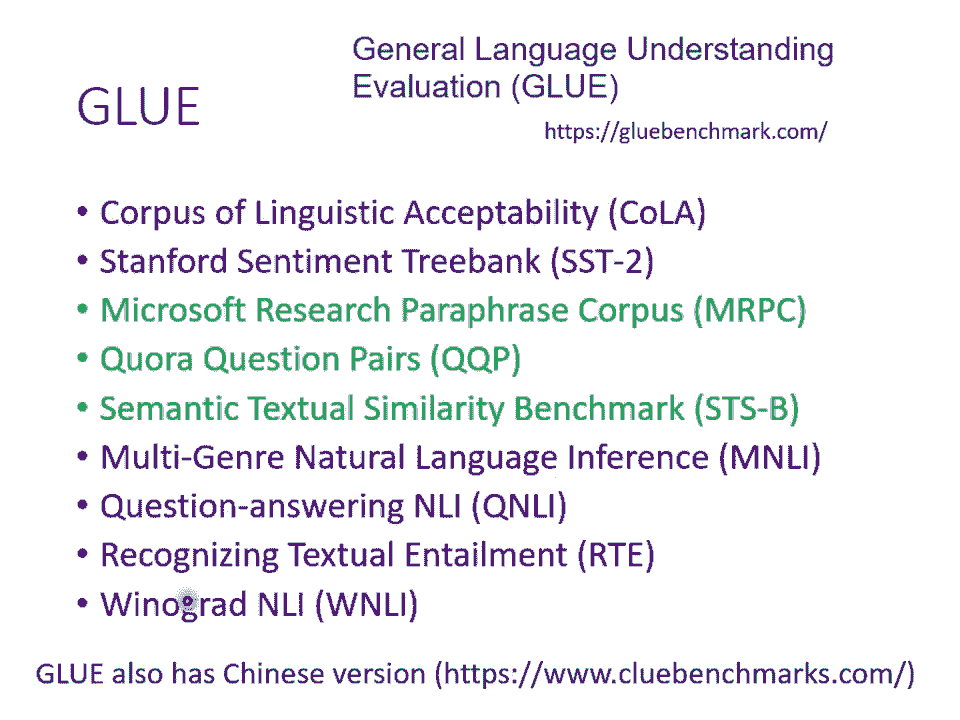 General Language Understanding
Evaluation (GLUE)
GLUE
https://gluebenchmark.com/
• Corpus of Linguistic Acceptability (CoLA)
• Stanford Sentiment Treebank (SST-2)
• Microsoft Research Paraphrase Corpus (MRPC)
• Quora Question Pairs (QQP)
• Semantic Textual Similarity Benchmark (STS-B)
• Multi-Genre Natural Language Inference (MNLI)
• Question-answering NLI (QNLI)
• Recognizing Textual Entailment (RTE)
• Winograd NLI (WNLI)
GLUE also has Chinese version (https://www.cluebenchmarks.com/)